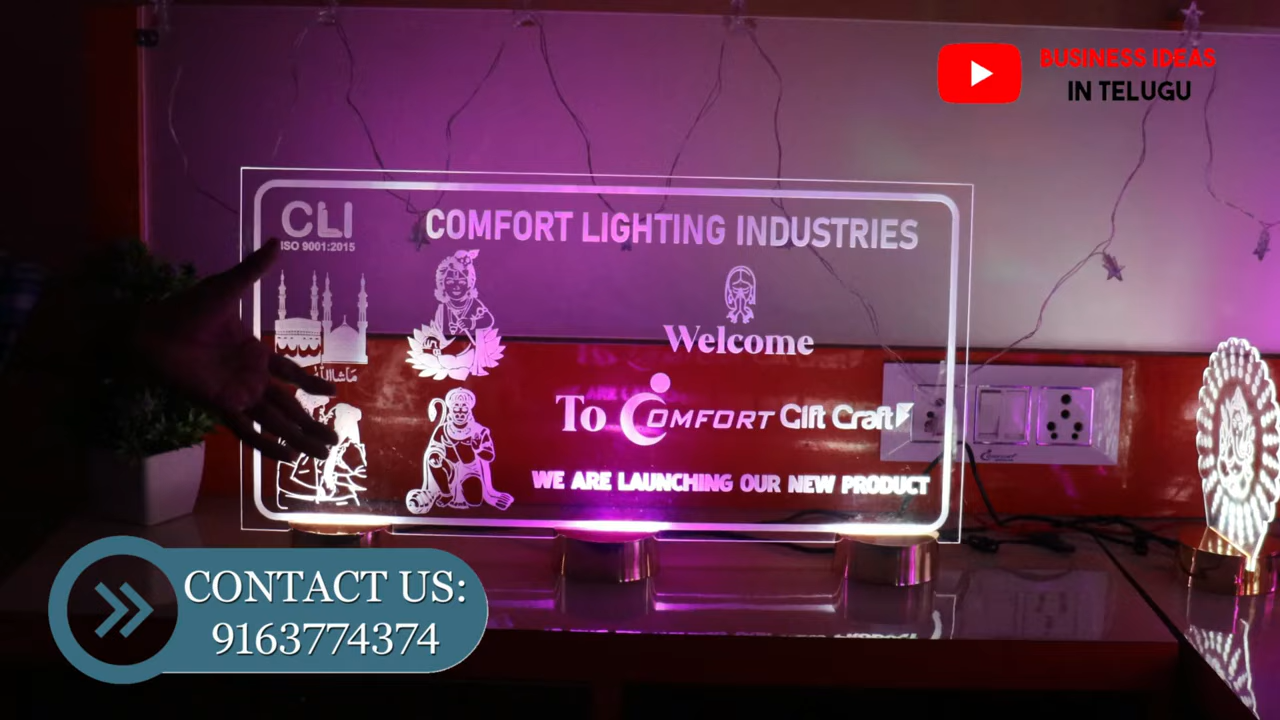 BUSINESS IDEAS
IN TELUGU
CLI
ISO 9001:2015
COMFORT LIGHTING INDUSTRIES
Welcome
ماشاالله
To COMFORT Gift Craft
WE ARE LAUNCHING OUR NEW PRODUCT
CONTACT US:
9163774374